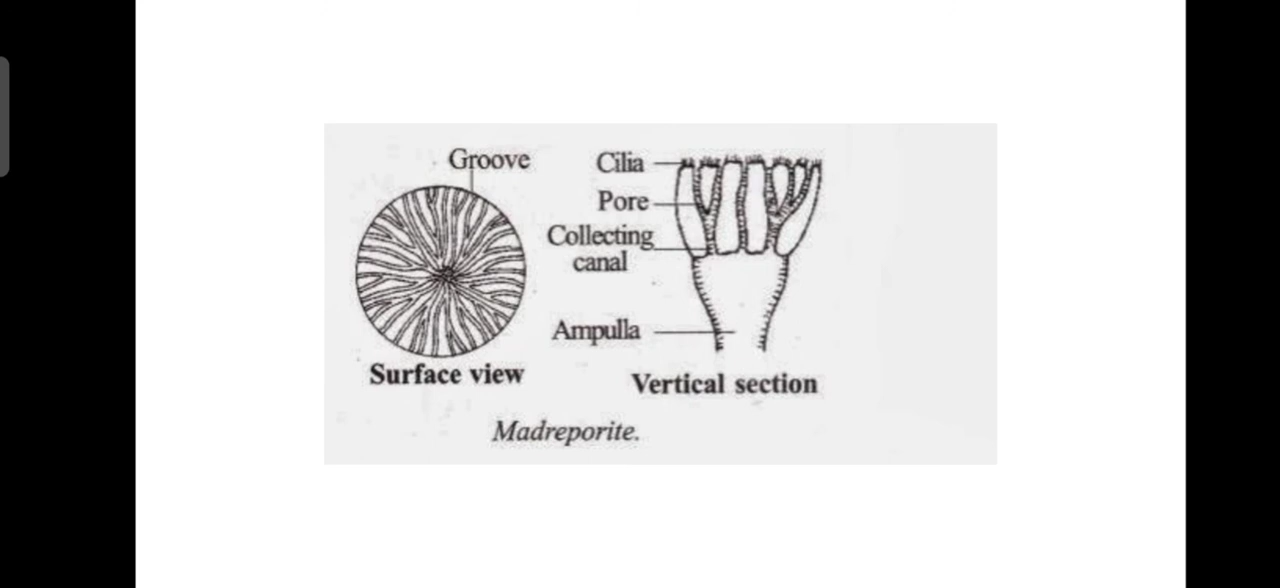 Groove
Cilia
Pore
Collecting
canal
Ampulla
Surface view
Vertical section
Madreporite.